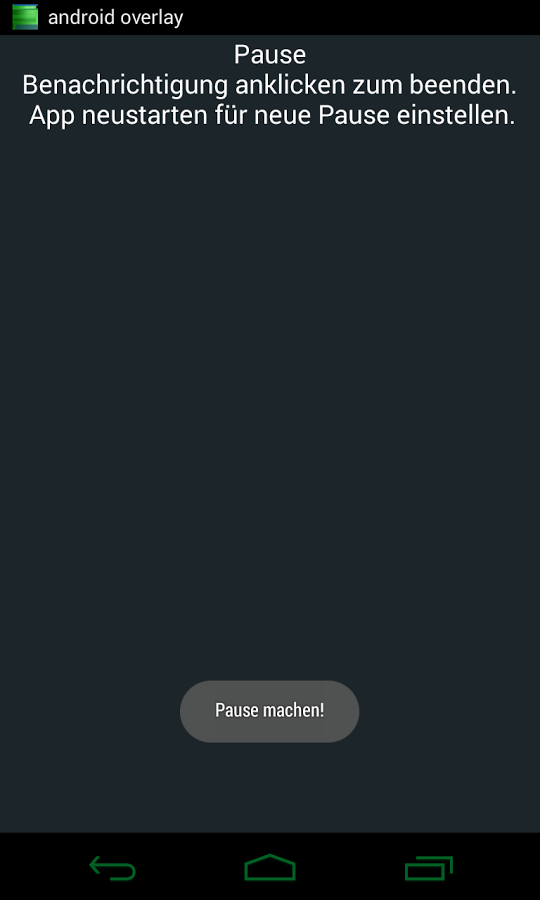 android overlay
Pause
Benachrichtigung anklicken zum beenden.
App neustarten für neue Pause einstellen.
Pause machen!